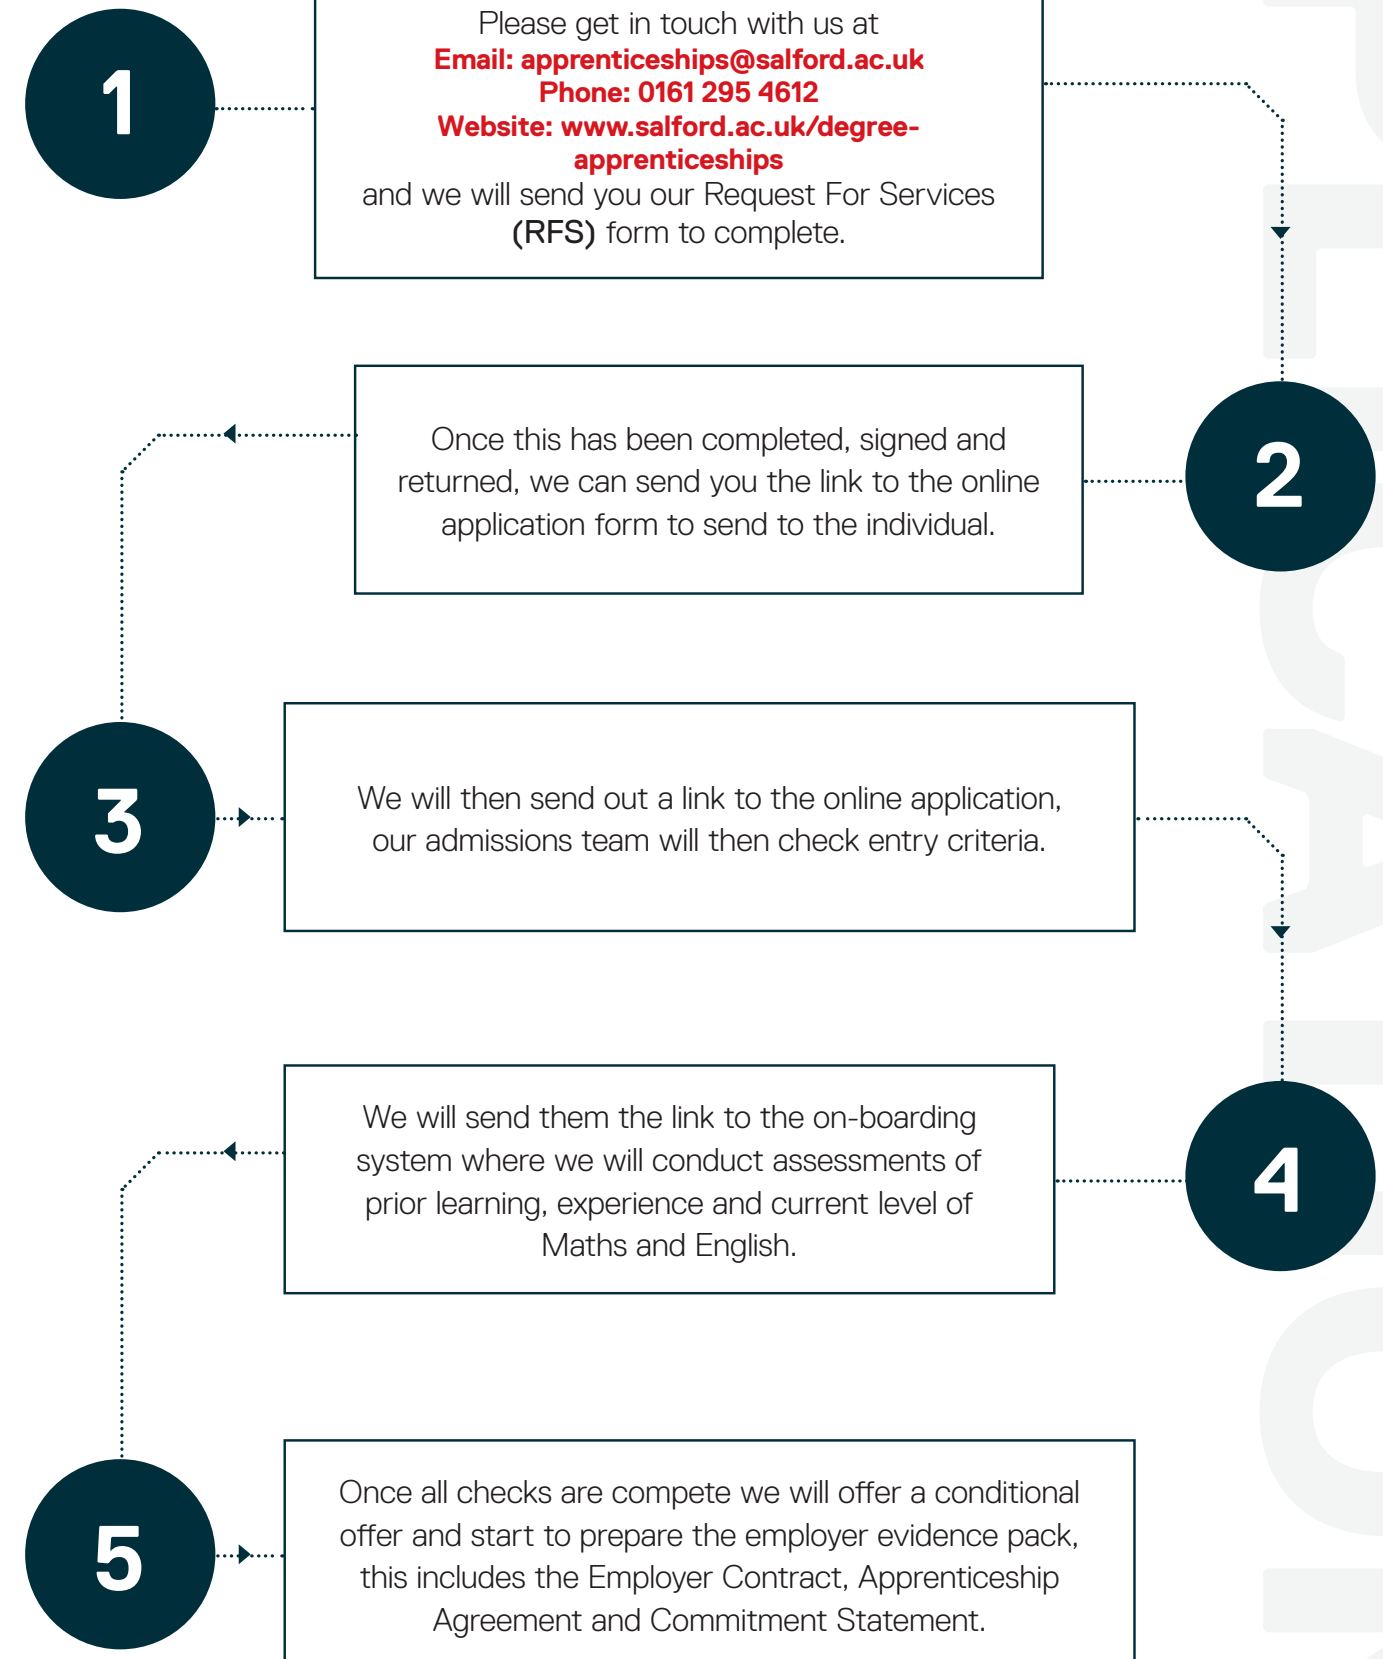 1
Please get in touch with us at
Email: apprenticeships@salford.ac.uk
Phone: 0161 295 4612
Website: www.salford.ac.uk/degree-
apprenticeships
and we will send you our Request For Services
(RFS) form to complete.
2
Once this has been completed, signed and
returned, we can send you the link to the online
application form to send to the individual.
3
We will then send out a link to the online application,
our admissions team will then check entry criteria.
4
We will send them the link to the on-boarding
system where we will conduct assessments of
prior learning, experience and current level of
Maths and English.
5
Once all checks are compete we will offer a conditional
offer and start to prepare the employer evidence pack,
this includes the Employer Contract, Apprenticeship
Agreement and Commitment Statement.